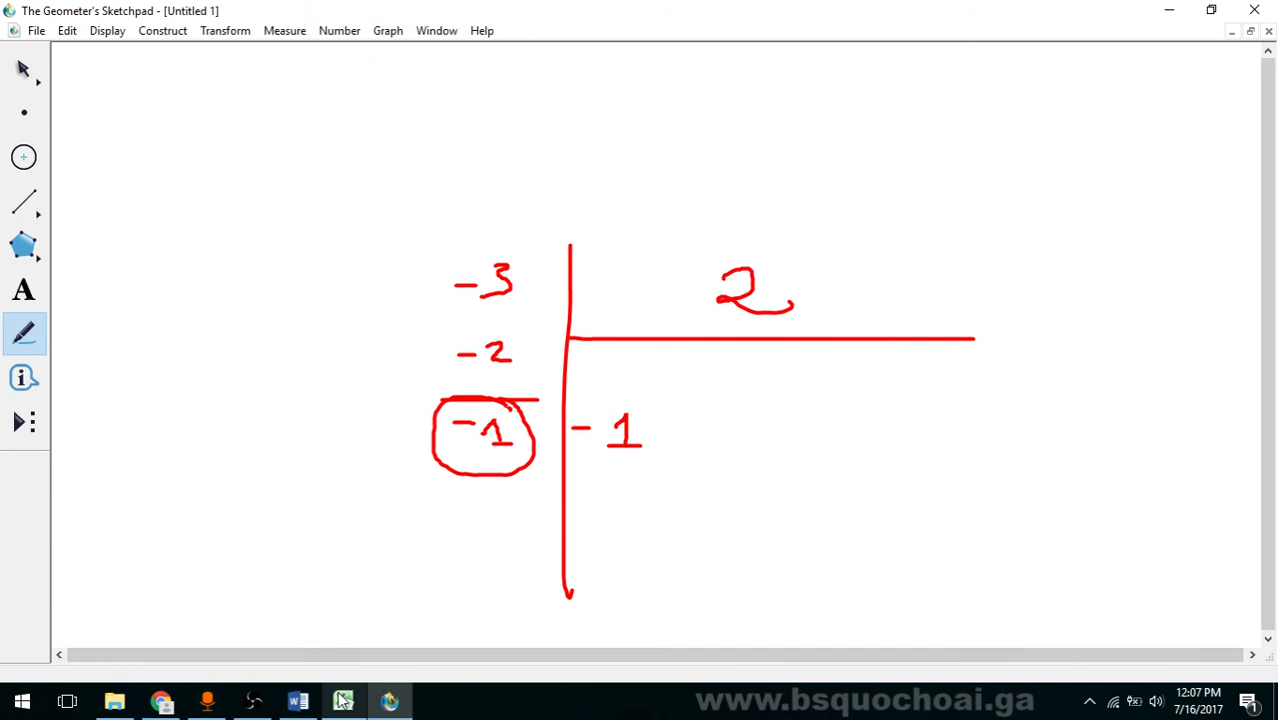 The Geometer's Sketchpad - [Untitled 1]
File Edit Display Construct Transform Measure Number Graph Window Help
-3 2
-2
-1 -1
A
www.bsquochoai.ga
12:07 PM
7/16/2017
1